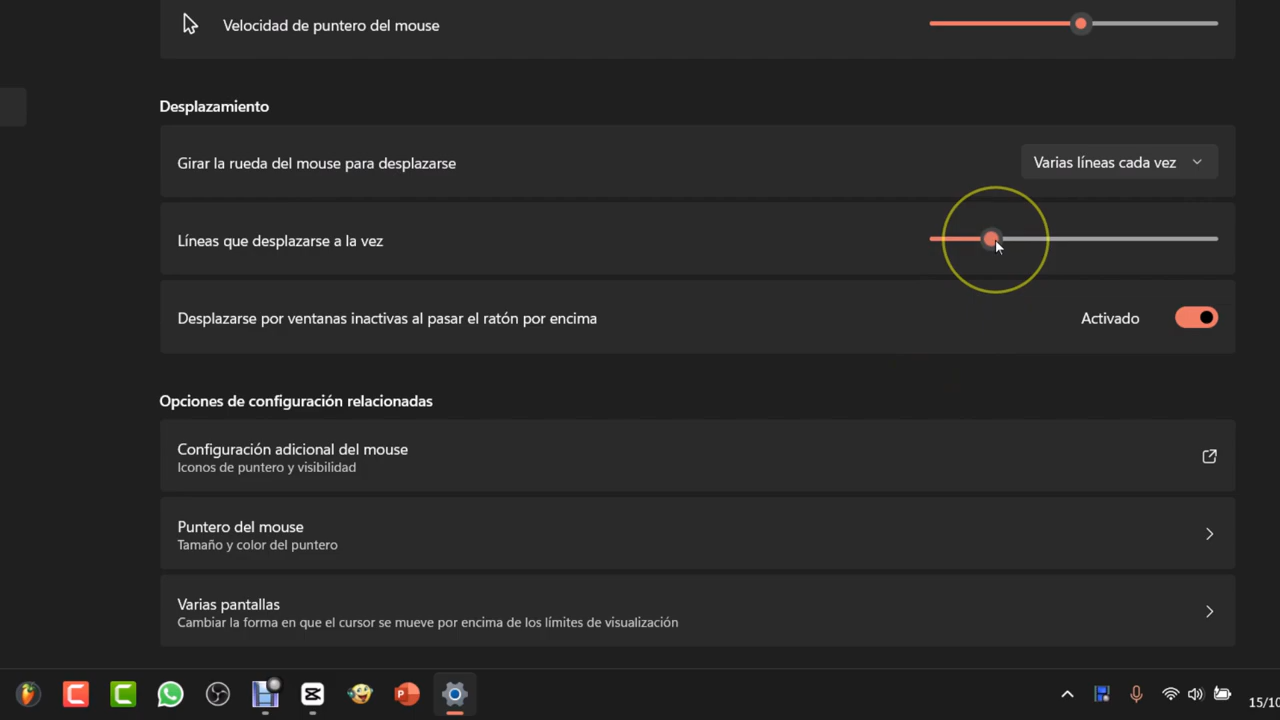 Velocidad de puntero del mouse
Desplazamiento
Girar la rueda del mouse para desplazarse
Varias líneas cada vez
Líneas que desplazarse a la vez
Desplazarse por ventanas inactivas al pasar el ratón por encima
Activado
Opciones de configuración relacionadas
Configuración adicional del mouse
Iconos de puntero y visibilidad
Puntero del mouse
Tamaño y color del puntero
Varias pantallas
Cambiar la forma en que el cursor se mueve por encima de los límites de visualización
15/10